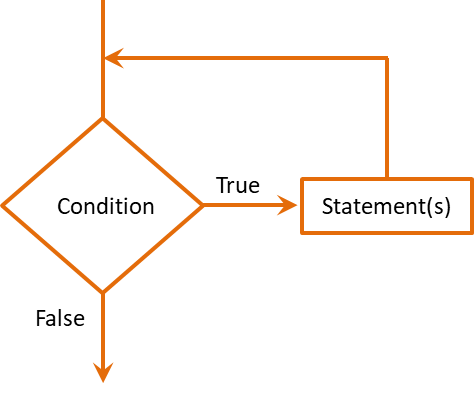 True
Condition
Statement(s)
False